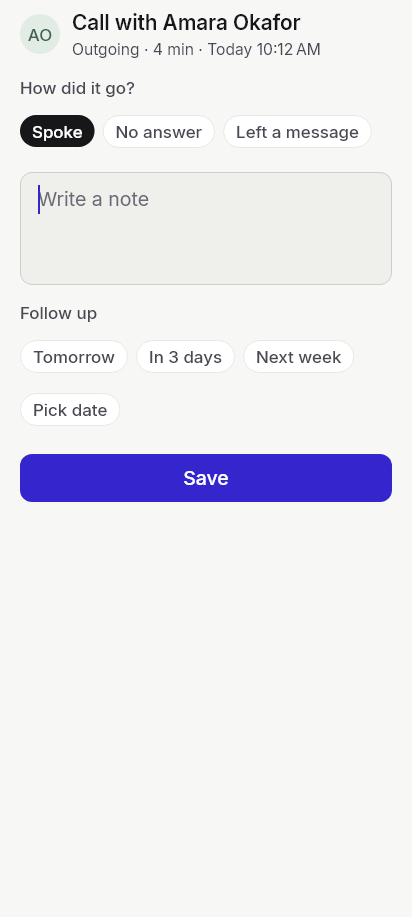 AO
Call with Amara Okafor
Outgoing · 4 min · Today 10:12 AM
How did it go?
Spoke
No answer
Left a message
Write a note
Follow up
Tomorrow
In 3 days
Next week
Pick date
Save